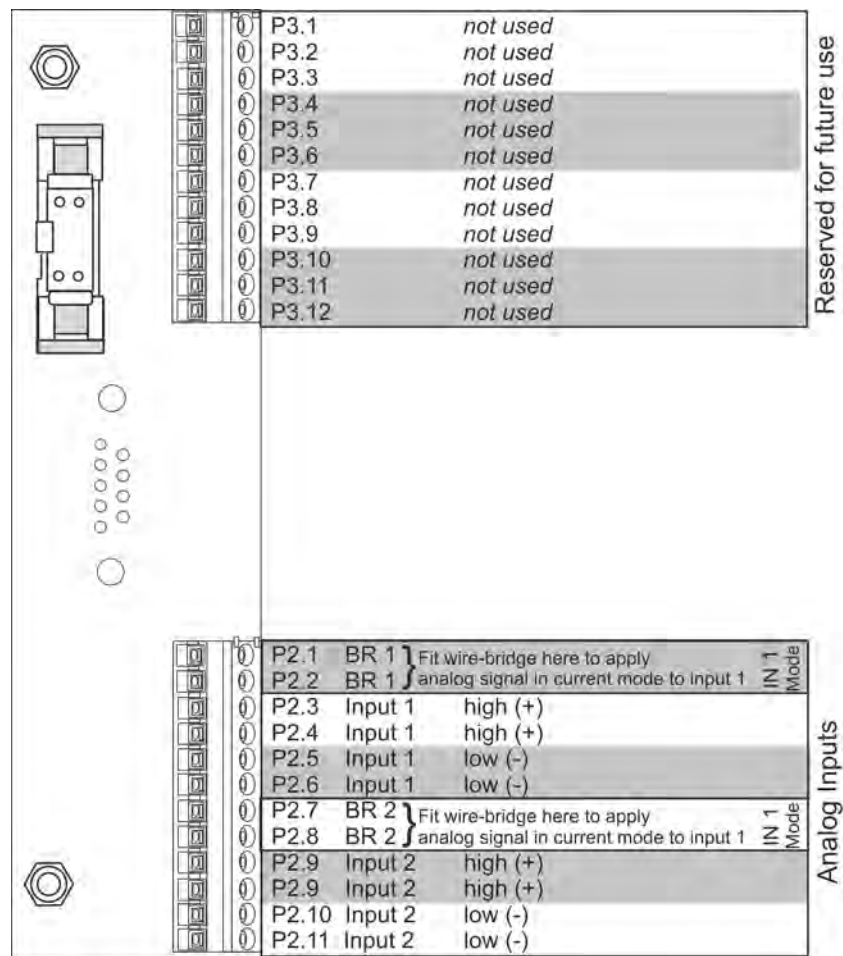 P3.1 not used
P3.2 not used
P3.3 not used
P3.4 not used
P3.5 not used
P3.6 not used
P3.7 not used
P3.8 not used
P3.9 not used
P3.10 not used
P3.11 not used
P3.12 not used
Reserved for future use
P2.1 BR 1 } Fit wire-bridge here to apply
P2.2 BR 1 analog signal in current mode to input 1
IN 1
Mode
P2.3 Input 1 high (+)
P2.4 Input 1 high (+)
P2.5 Input 1 low (-)
P2.6 Input 1 low (-)
P2.7 BR 2 } Fit wire-bridge here to apply
P2.8 BR 2 analog signal in current mode to input 1
IN 1
Mode
P2.9 Input 2 high (+)
P2.9 Input 2 high (+)
P2.10 Input 2 low (-)
P2.11 Input 2 low (-)
Analog Inputs